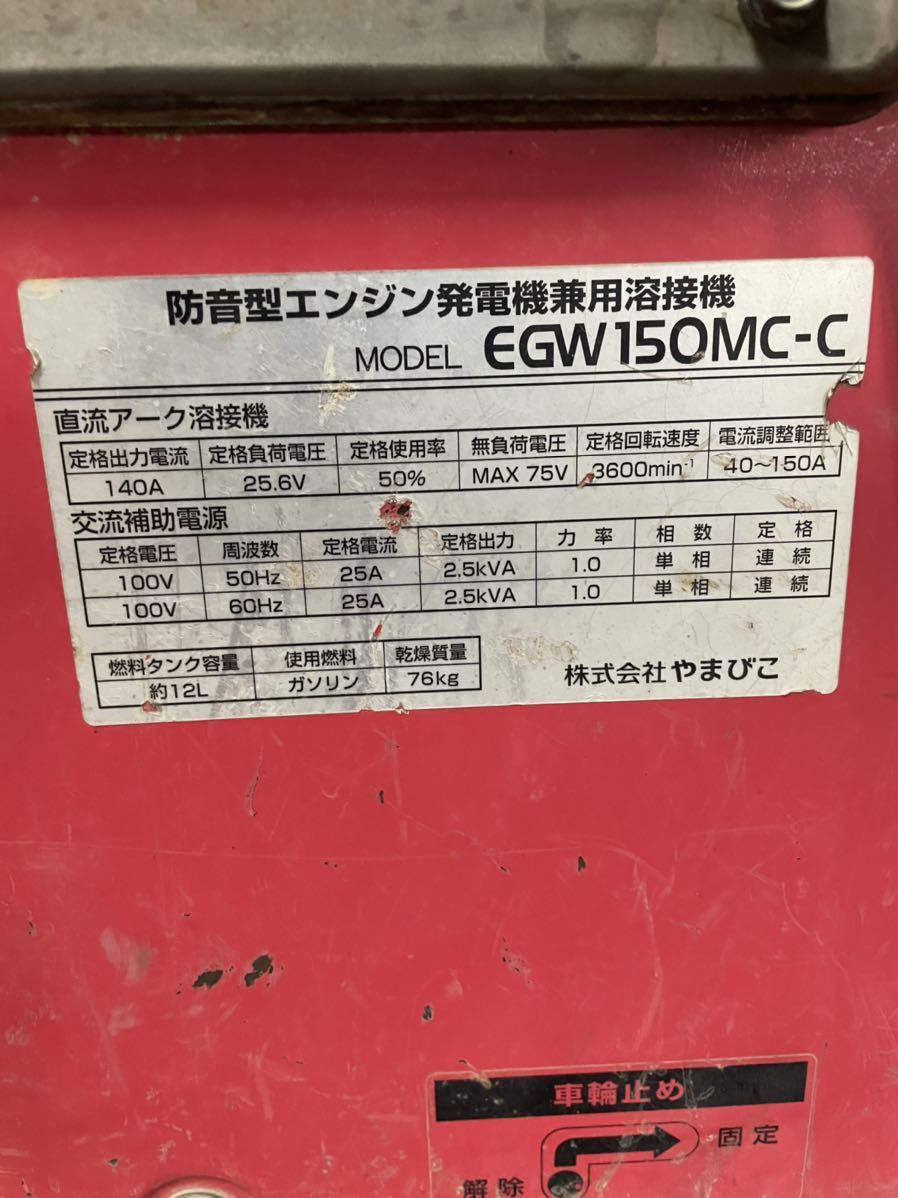 防音型エンジン発電機兼用溶接機
MODEL EGW150MC-C
直流アーク溶接機
定格出力電流 定格負荷電圧 定格使用率 無負荷電圧 定格回転速度 電流調整範囲
140A 25.6V 50% MAX 75V 3600min⁻¹ 40～150A
交流補助電源
定格電圧 周波数 定格電流 定格出力 力率 相数 定格
100V 50Hz 25A 2.5kVA 1.0 単相 連続
100V 60Hz 25A 2.5kVA 1.0 単相 連続
燃料タンク容量 使用燃料 乾燥質量
約12L ガソリン 76kg
株式会社やまびこ
車輪止め
固定
解除